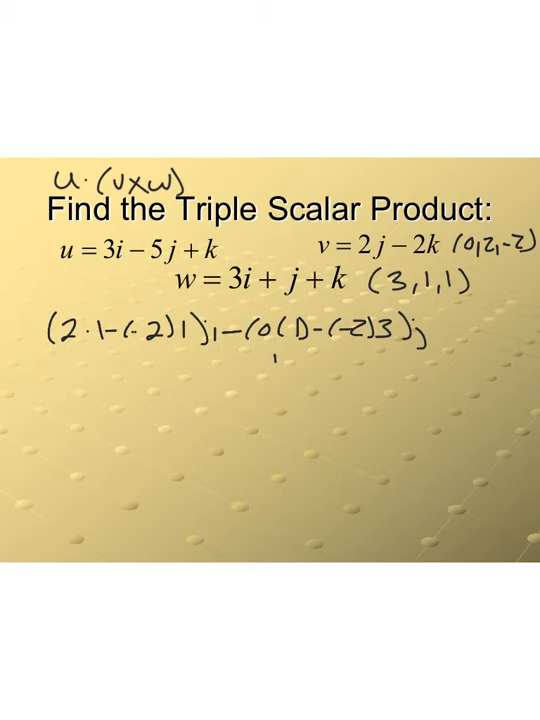 u · (v×w)
Find the Triple Scalar Product:
u = 3i − 5j + k v = 2j − 2k (0,2,-2)
w = 3i + j + k (3,1,1)
(2·1-(-2)1)i,-(0(1)-(-2)3)j